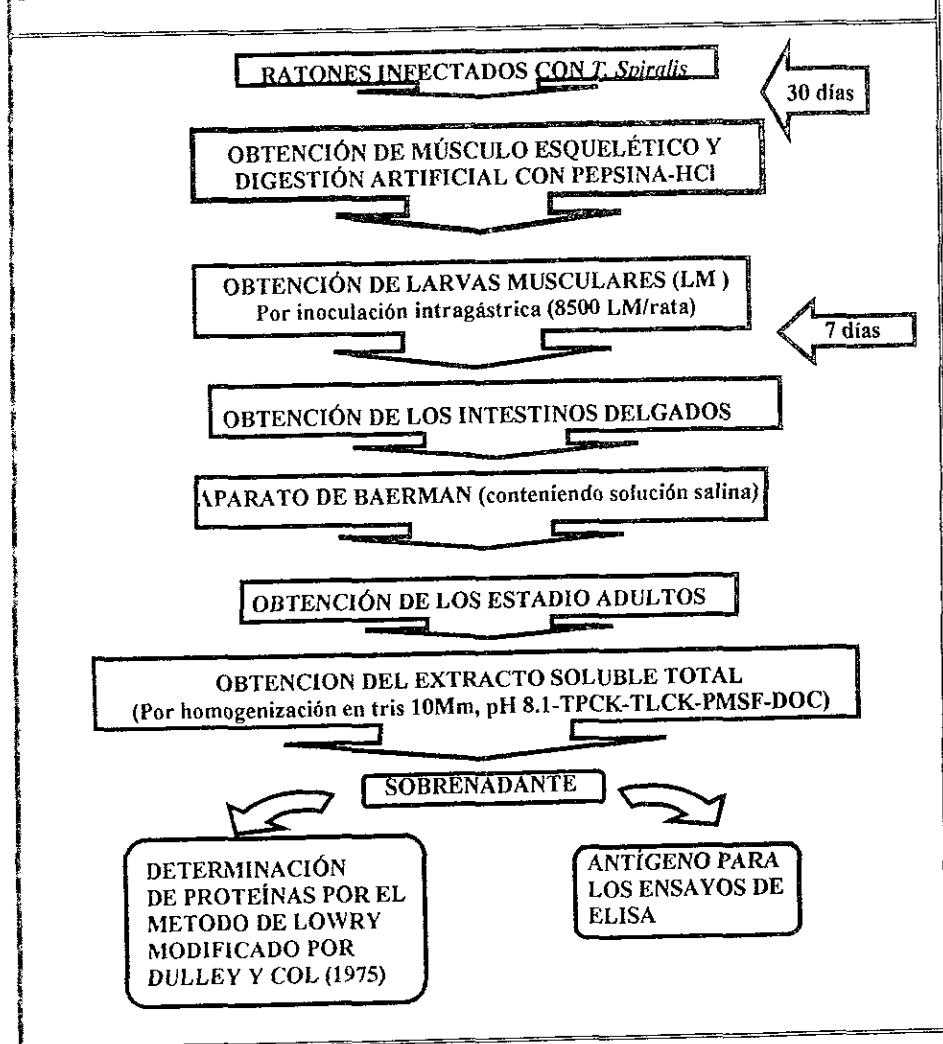 RATONES INFECTADOS CON T. Spiralis
30 días
OBTENCIÓN DE MÚSCULO ESQUELÉTICO Y
DIGESTIÓN ARTIFICIAL CON PEPSINA-HCl
OBTENCIÓN DE LARVAS MUSCULARES (LM )
Por inoculación intragástrica (8500 LM/rata)
7 días
OBTENCIÓN DE LOS INTESTINOS DELGADOS
APARATO DE BAERMAN (conteniendo solución salina)
OBTENCIÓN DE LOS ESTADIO ADULTOS
OBTENCION DEL EXTRACTO SOLUBLE TOTAL
(Por homogenización en tris 10Mm, pH 8.1-TPCK-TLCK-PMSF-DOC)
SOBRENADANTE
DETERMINACIÓN
DE PROTEÍNAS POR EL
METODO DE LOWRY
MODIFICADO POR
DULLEY Y COL (1975)
ANTÍGENO PARA
LOS ENSAYOS DE
ELISA